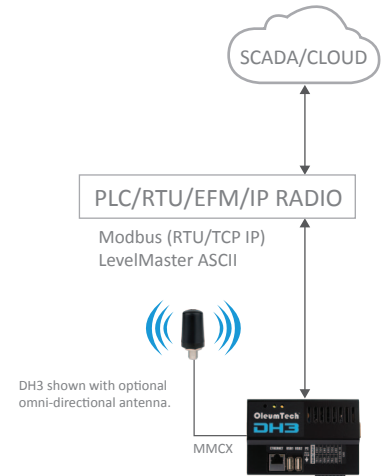 SCADA/CLOUD
PLC/RTU/EFM/IP RADIO
Modbus (RTU/TCP IP)
LevelMaster ASCII
DH3 shown with optional
omni-directional antenna.
MMCX
OleumTech
DH3
ETHERNET